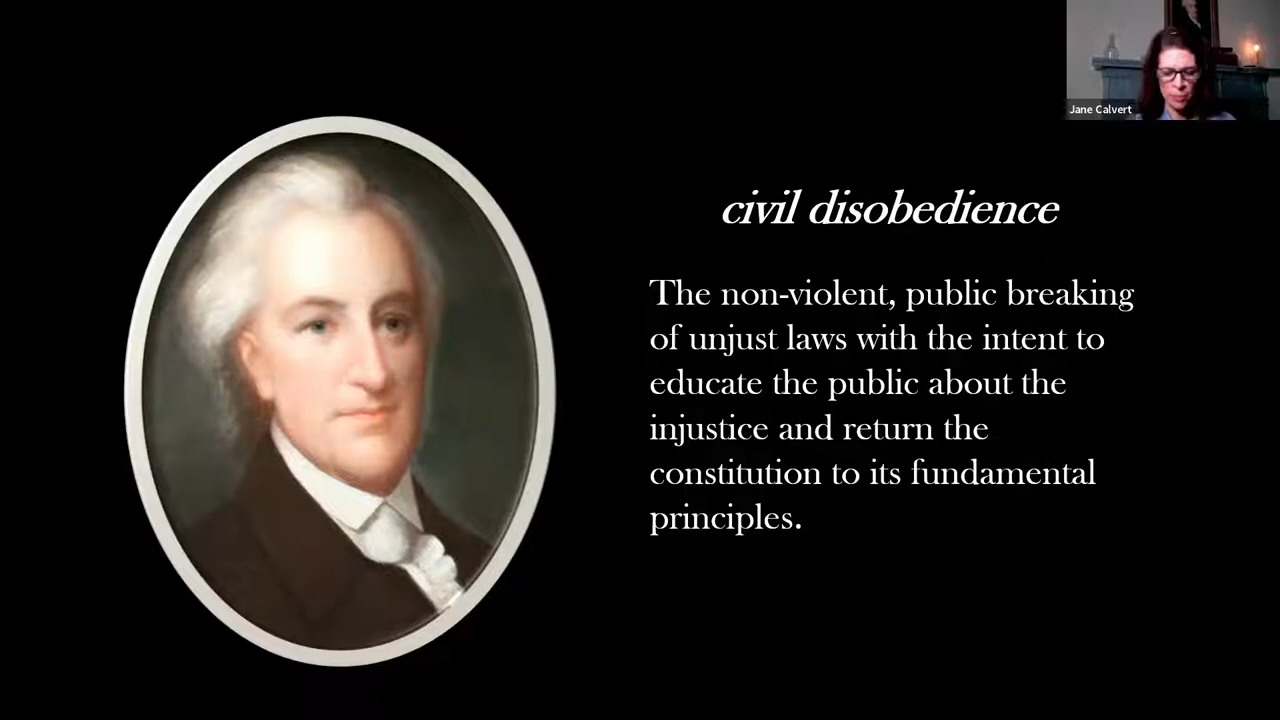 Jane Calvert
civil disobedience
The non-violent, public breaking
of unjust laws with the intent to
educate the public about the
injustice and return the
constitution to its fundamental
principles.